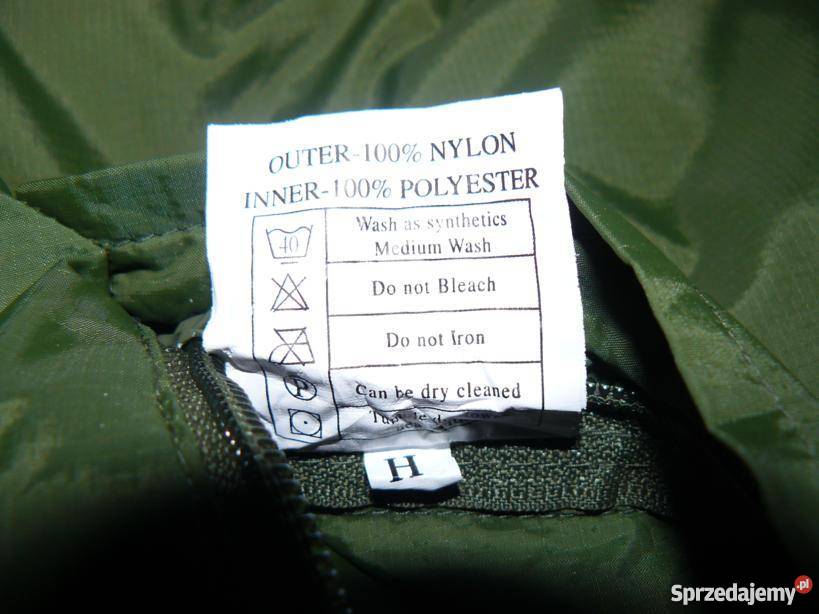 OUTER-100% NYLON
INNER-100% POLYESTER
40
Wash as synthetics
Medium Wash
Do not Bleach
Do not Iron
P
Can be dry cleaned
H
Sprzedajemy.pl